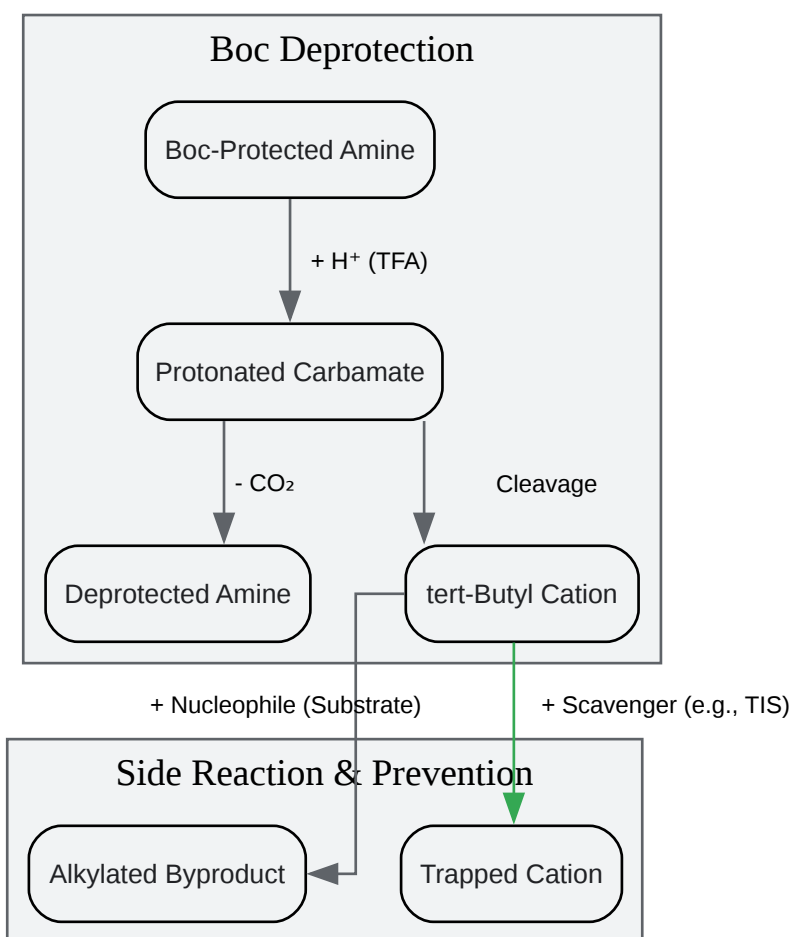 Boc Deprotection
Boc-Protected Amine
+ H⁺ (TFA)
Protonated Carbamate
- CO₂
Cleavage
Deprotected Amine
tert-Butyl Cation
+ Nucleophile (Substrate)
+ Scavenger (e.g., TIS)
Side Reaction & Prevention
Alkylated Byproduct
Trapped Cation